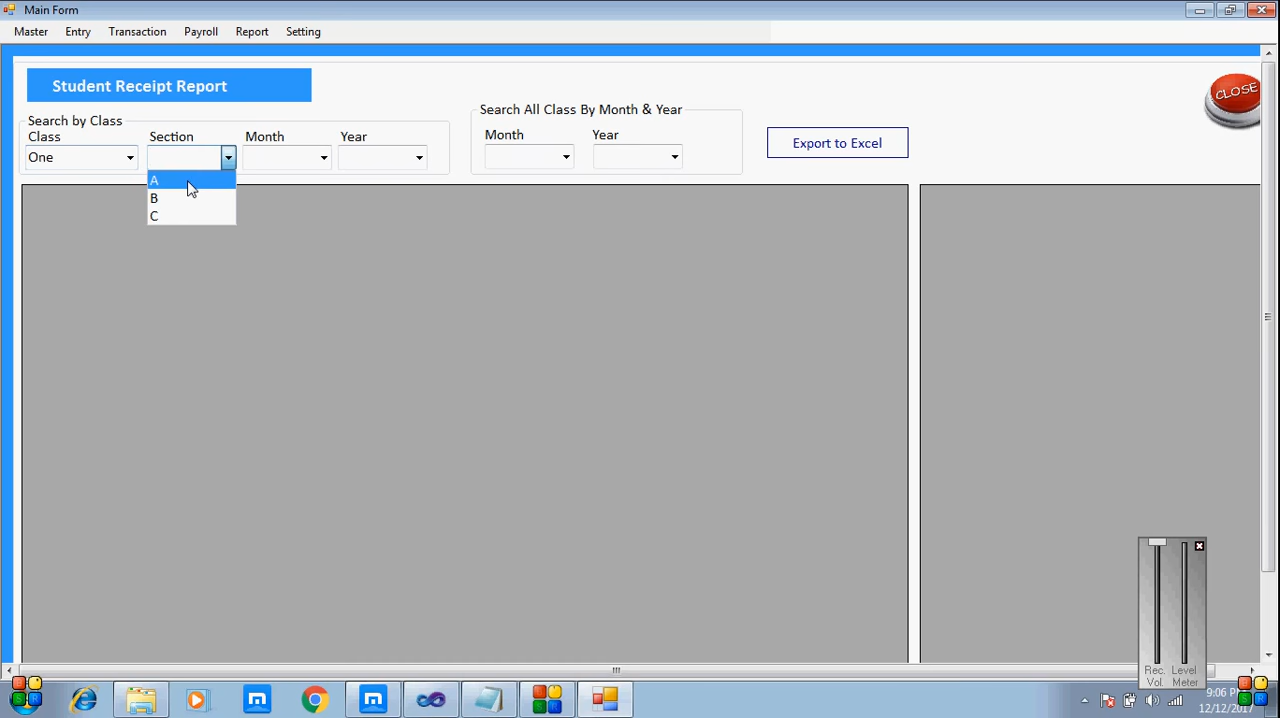 Main Form
Master Entry Transaction Payroll Report Setting
Student Receipt Report
CLOSE
Search by Class
Search All Class By Month & Year
Class Section Month Year
Month Year
Export to Excel
One
A
B
C
Rec. Level
Vol. Meter
9:06 P
12/12/2017